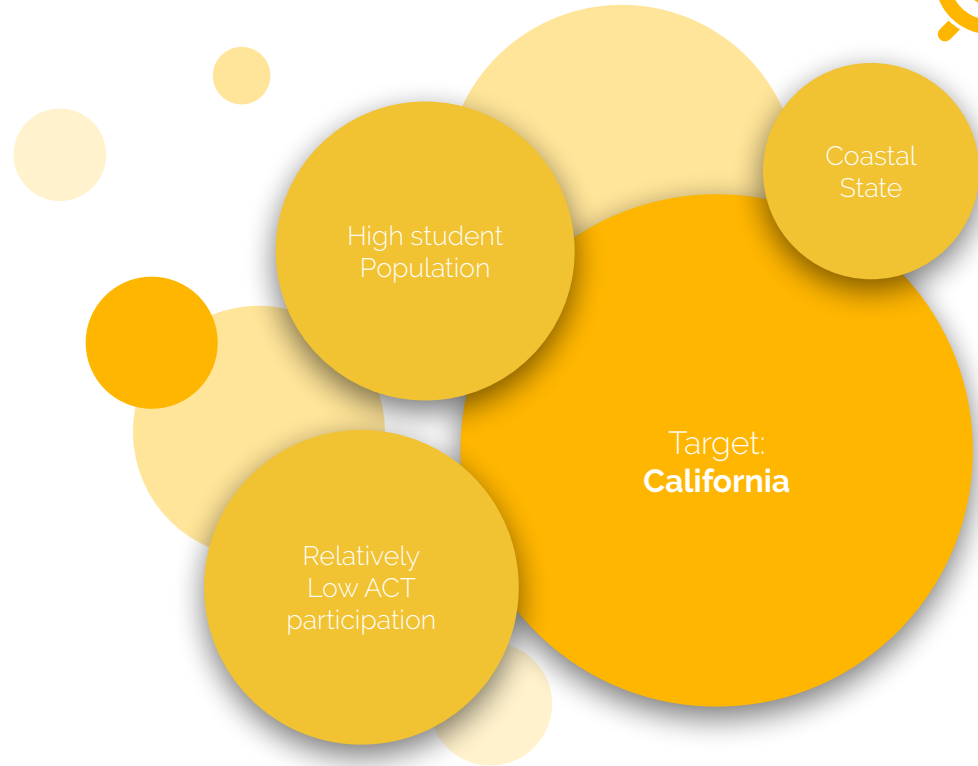 Coastal
State
High student
Population
Target:
California
Relatively
Low ACT
participation